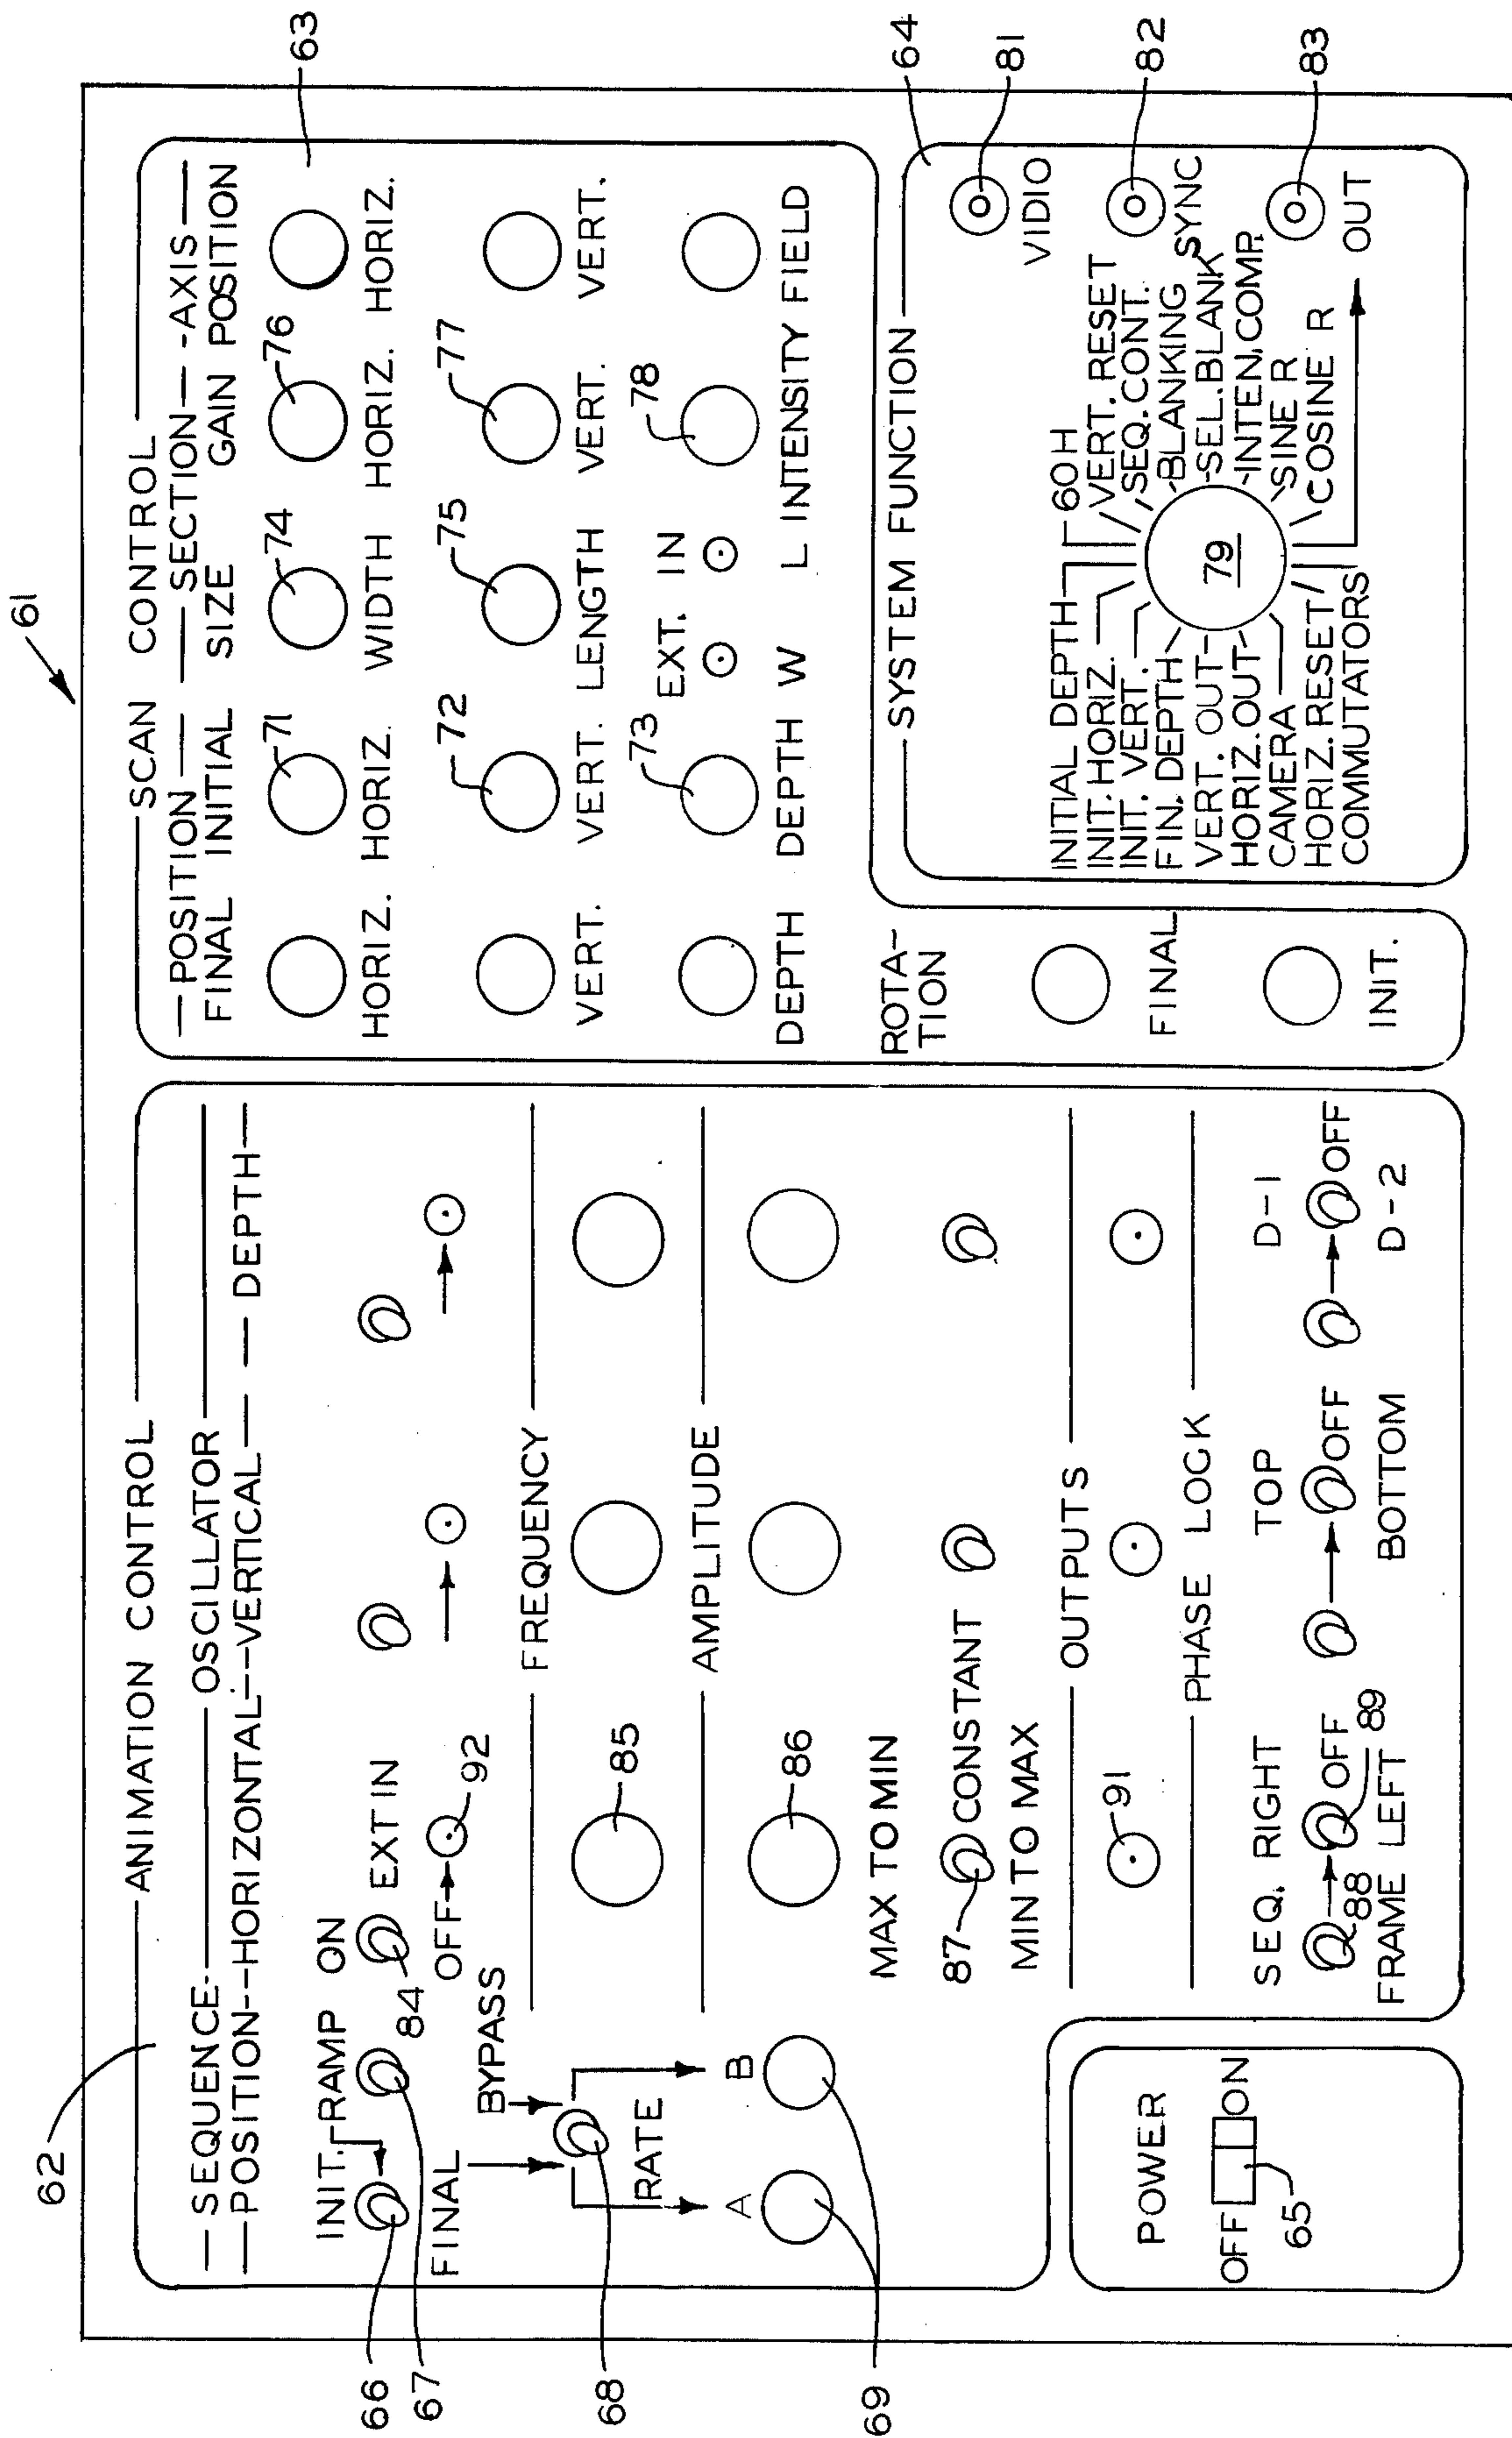 61
62
63
ANIMATION CONTROL
SEQUENCE OSCILLATOR
POSITION HORIZONTAL VERTICAL DEPTH
INIT. RAMP ON
EXT IN
66
67
84
FINAL
BYPASS
OFF
92
68
RATE
FREQUENCY
85
A B
69
AMPLITUDE
86
MAX TO MIN
87 CONSTANT
MIN TO MAX
OUTPUTS
91
PHASE LOCK
SEQ. RIGHT TOP D-1
OFF OFF OFF
88 89
FRAME LEFT BOTTOM D-2
POWER
OFF ON
65
SCAN CONTROL
POSITION SECTION AXIS
FINAL INITIAL SIZE GAIN POSITION
71 74 76
HORIZ. HORIZ. WIDTH HORIZ. HORIZ.
72 75 77
VERT. VERT. LENGTH VERT. VERT.
73 EXT. IN 78
DEPTH DEPTH W L INTENSITY FIELD
ROTA-
TION
FINAL
INIT.
SYSTEM FUNCTION
64
81
VIDIO
82
SYNC
83
OUT
INITIAL DEPTH
INIT. HORIZ.
INIT. VERT.
FIN. DEPTH
VERT. OUT
HORIZ. OUT
CAMERA
HORIZ. RESET
COMMUTATORS
79
60H
VERT. RESET
SEQ. CONT.
BLANKING
SEL. BLANK
INTEN. COMP.
SINE R
COSINE R